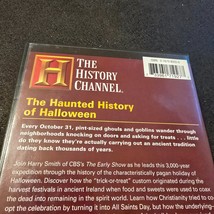 THE
HISTORY
CHANNEL.
The Haunted History
of Halloween
Every October 31, pint-sized ghouls and goblins wander through
neighborhoods knocking on doors and asking for treats . . . little
do they know they're actually carrying out an ancient tradition
dating back thousands of years.
Join Harry Smith of CBS's The Early Show as he leads this 3,000-year
expedition through the history of the characteristically pagan holiday of
Halloween. Discover how the "trick-or-treat" custom originated during
the harvest festivals in ancient Ireland when food and sweets were used to coax
the dead into remaining in the spirit world. Learn how Christianity tried to co-
opt the celebration by turning it into All Saints Day, but how the dead